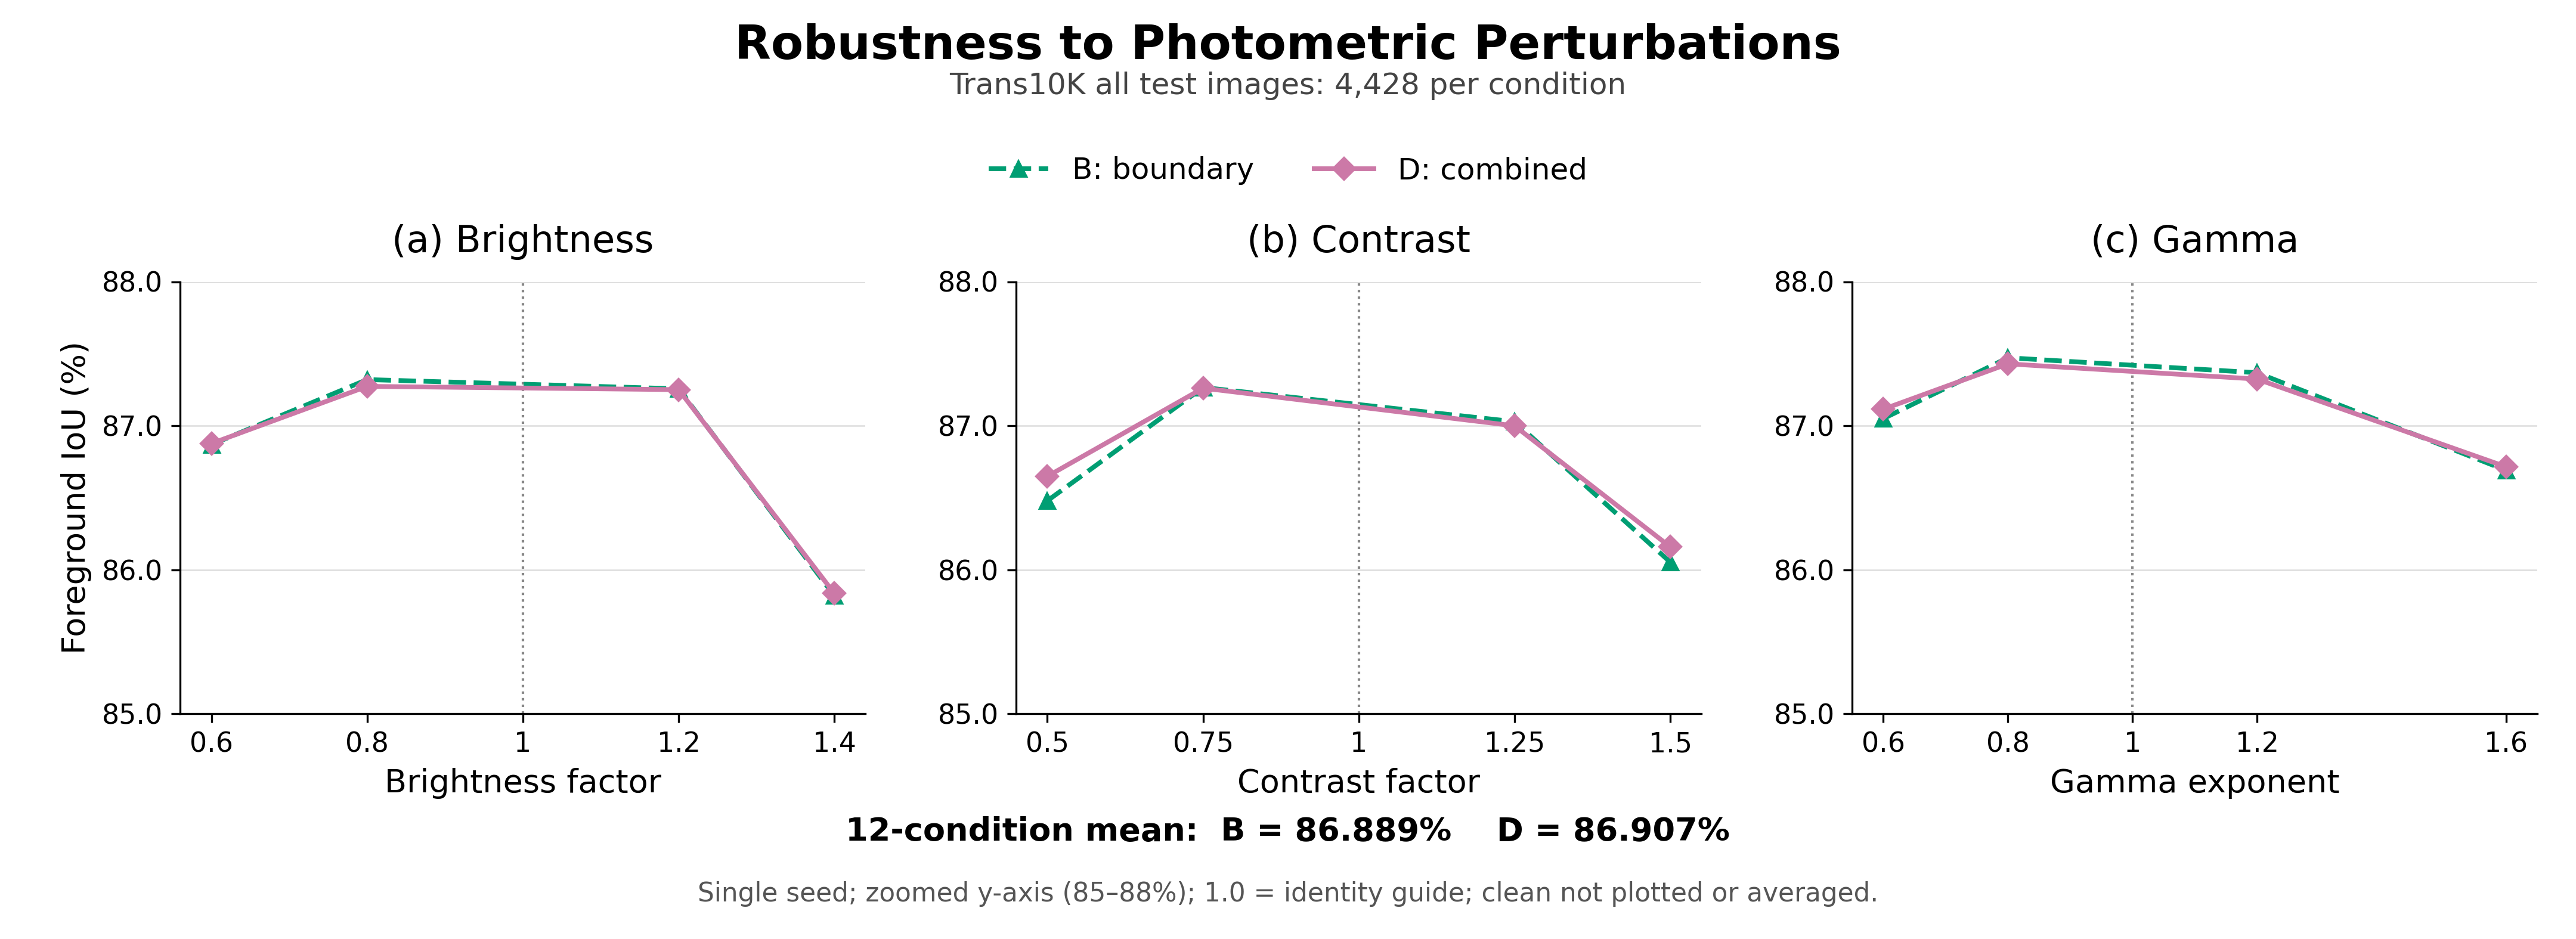 Robustness to Photometric Perturbations
Trans10K all test images: 4,428 per condition
B: boundary D: combined
(a) Brightness
88.0
87.0
86.0
85.0
Foreground IoU (%)
0.6 0.8 1 1.2 1.4
Brightness factor
(b) Contrast
88.0
87.0
86.0
85.0
0.5 0.75 1 1.25 1.5
Contrast factor
(c) Gamma
88.0
87.0
86.0
85.0
0.6 0.8 1 1.2 1.6
Gamma exponent
12-condition mean: B = 86.889% D = 86.907%
Single seed; zoomed y-axis (85–88%); 1.0 = identity guide; clean not plotted or averaged.